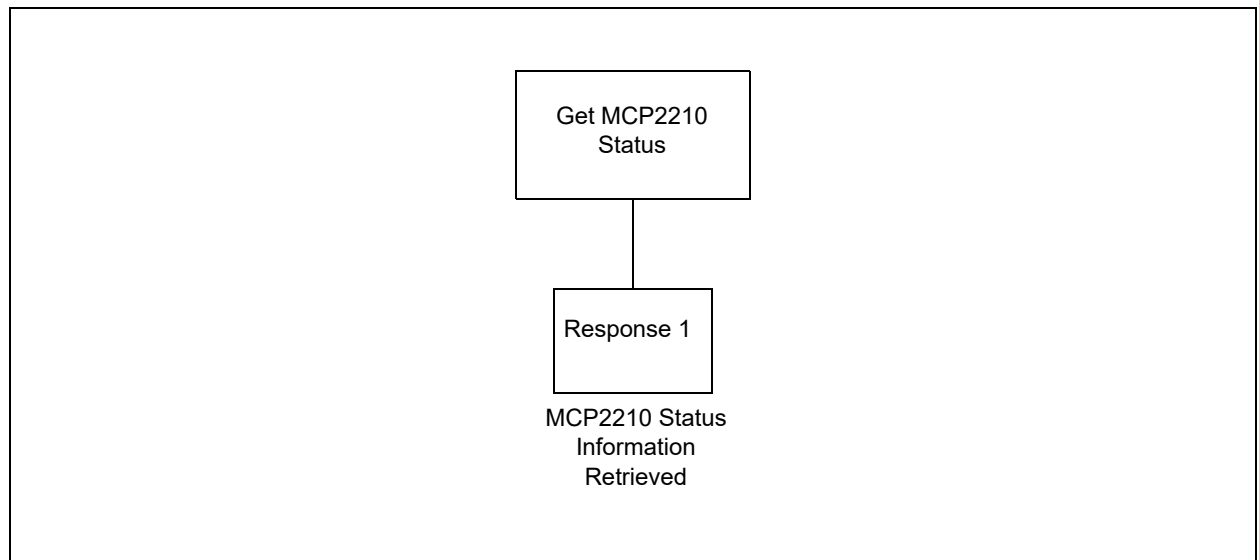 Get MCP2210
Status
Response 1
MCP2210 Status
Information
Retrieved